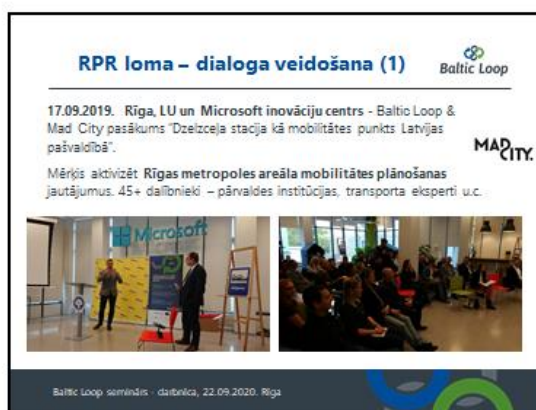 RPR loma – dialoga veidošana (1)
Baltic Loop
17.09.2019. Rīga, LU un Microsoft inovāciju centrs - Baltic Loop &
Mad City pasākums “Dzelzceļa stacija kā mobilitātes punkts Latvijas
pašvaldībā”.
MAD
CITY.
Mērķis aktivizēt Rīgas metropoles areāla mobilitātes plānošanas
jautājumus. 45+ dalībnieki – pārvaldes institūcijas, transporta eksperti u.c.
Microsoft
Baltic Loop seminārs - darbnīca, 22.09.2020. Rīga